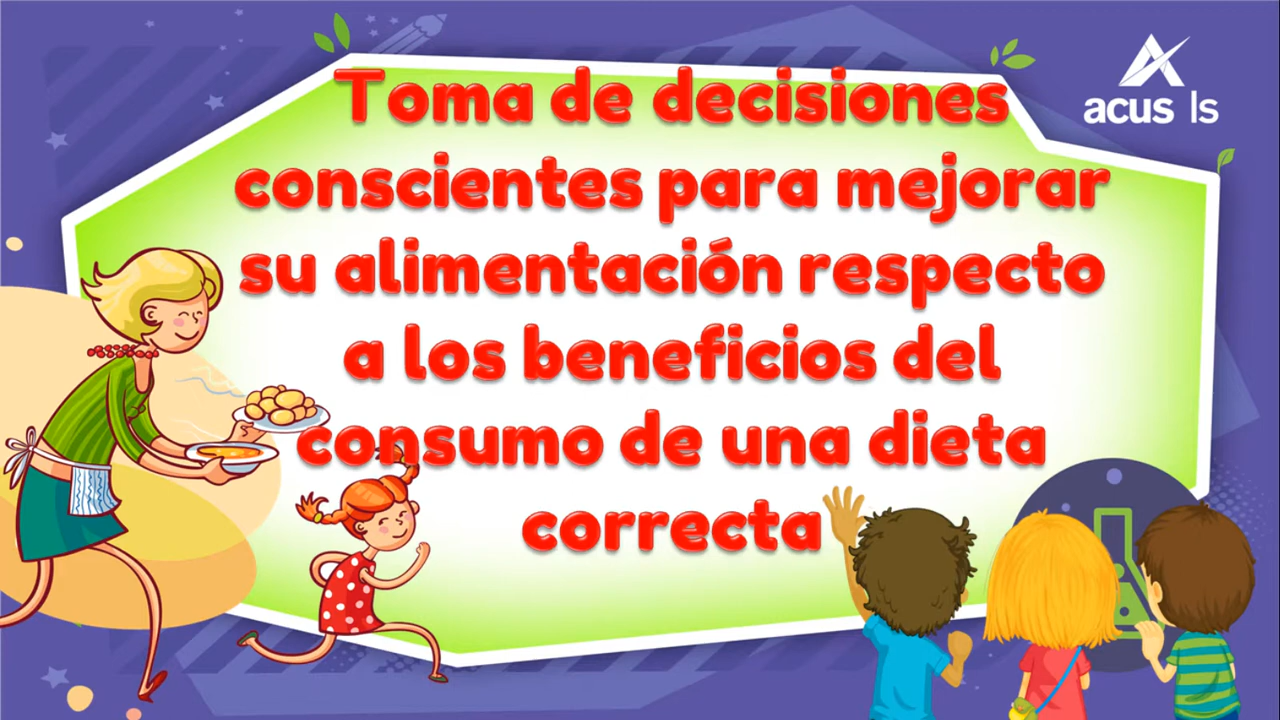 Toma de decisiones
conscientes para mejorar
su alimentación respecto
a los beneficios del
consumo de una dieta
correcta
acus ls